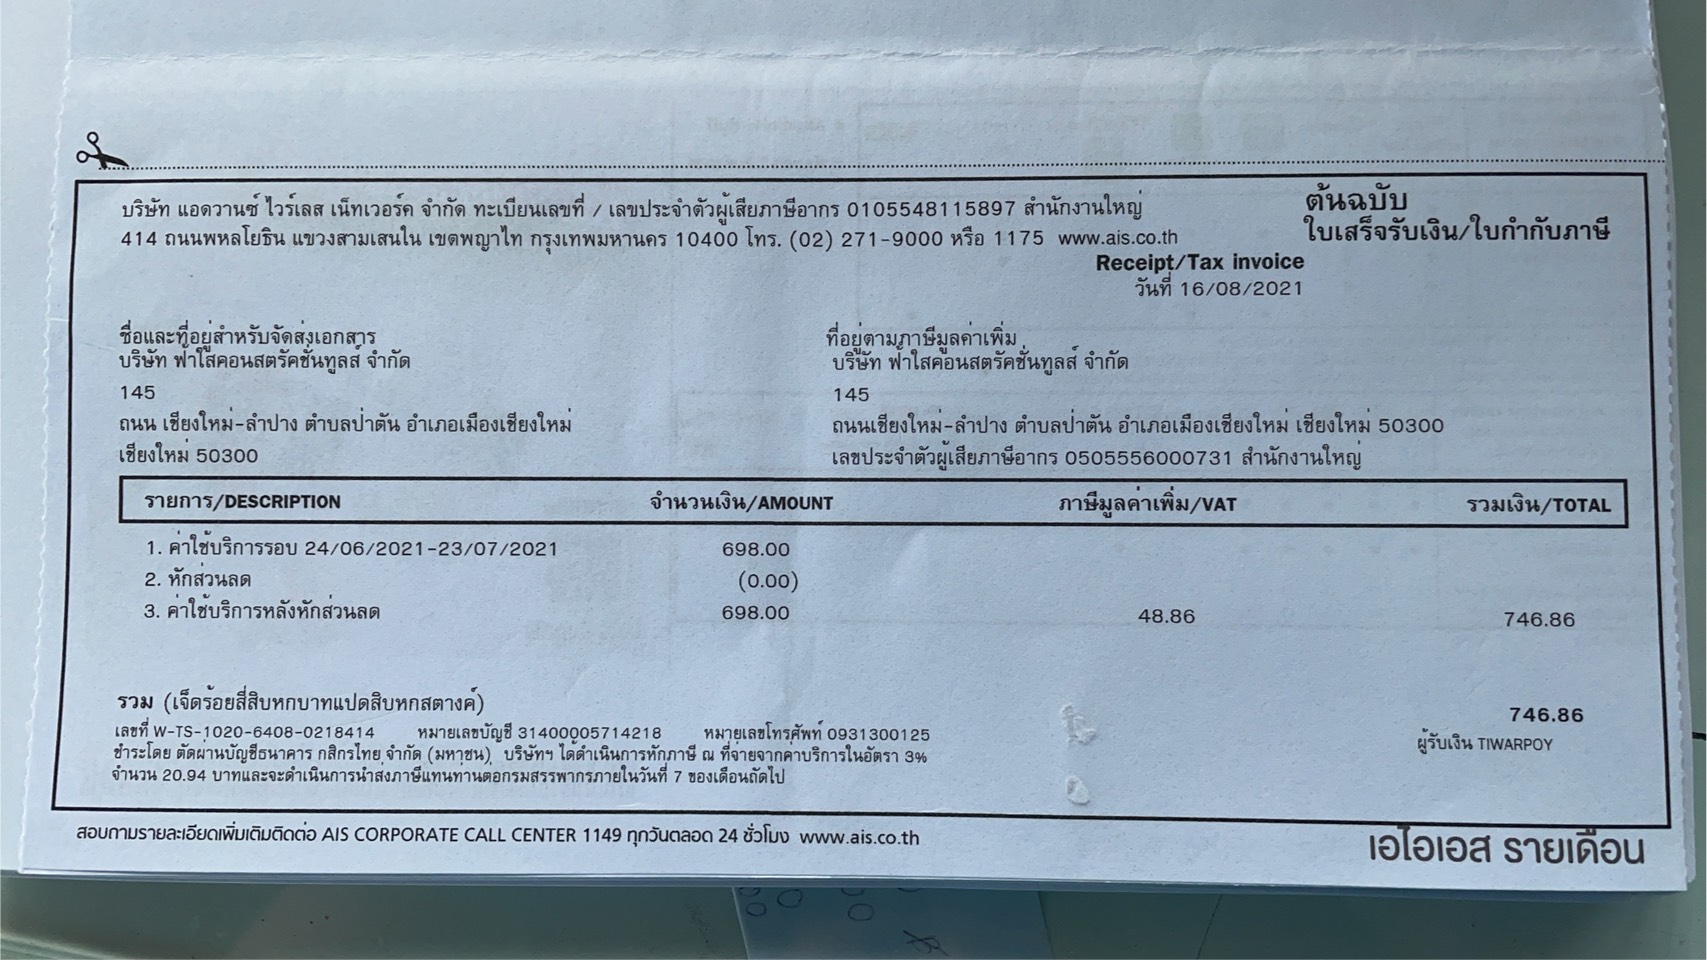 บริษัท แอดวานซ์ ไวร์เลส เน็ทเวอร์ค จำกัด ทะเบียนเลขที่ / เลขประจำตัวผู้เสียภาษีอากร 0105548115897 สำนักงานใหญ่
414 ถนนพหลโยธิน แขวงสามเสนใน เขตพญาไท กรุงเทพมหานคร 10400 โทร. (02) 271-9000 หรือ 1175 www.ais.co.th
ต้นฉบับ
ใบเสร็จรับเงิน/ใบกำกับภาษี
Receipt/Tax invoice
วันที่ 16/08/2021
ชื่อและที่อยู่สำหรับจัดส่งเอกสาร
บริษัท ฟ้าใสคอนสตรัคชั่นทูลส์ จำกัด
145
ถนน เชียงใหม่-ลำปาง ตำบลป่าตัน อำเภอเมืองเชียงใหม่
เชียงใหม่ 50300
ที่อยู่ตามภาษีมูลค่าเพิ่ม
บริษัท ฟ้าใสคอนสตรัคชั่นทูลส์ จำกัด
145
ถนนเชียงใหม่-ลำปาง ตำบลป่าตัน อำเภอเมืองเชียงใหม่ เชียงใหม่ 50300
เลขประจำตัวผู้เสียภาษีอากร 0505556000731 สำนักงานใหญ่
รายการ/DESCRIPTION จำนวนเงิน/AMOUNT ภาษีมูลค่าเพิ่ม/VAT รวมเงิน/TOTAL
1. ค่าใช้บริการรอบ 24/06/2021-23/07/2021 698.00
2. หักส่วนลด (0.00)
3. ค่าใช้บริการหลังหักส่วนลด 698.00 48.86 746.86
รวม (เจ็ดร้อยสี่สิบหกบาทแปดสิบหกสตางค์) 746.86
เลขที่ W-TS-1020-6408-0218414 หมายเลขบัญชี 31400005714218 หมายเลขโทรศัพท์ 0931300125
ผู้รับเงิน TIWARPOY
ชำระโดย ตัดผ่านบัญชีธนาคาร กสิกรไทย จำกัด (มหาชน) บริษัทฯ ได้ดำเนินการหักภาษี ณ ที่จ่ายจากค่าบริการในอัตรา 3%
จำนวน 20.94 บาทและจะดำเนินการนำส่งภาษีแทนท่านต่อกรมสรรพากรภายในวันที่ 7 ของเดือนถัดไป
สอบถามรายละเอียดเพิ่มเติมติดต่อ AIS CORPORATE CALL CENTER 1149 ทุกวันตลอด 24 ชั่วโมง www.ais.co.th
เอไอเอส รายเดือน